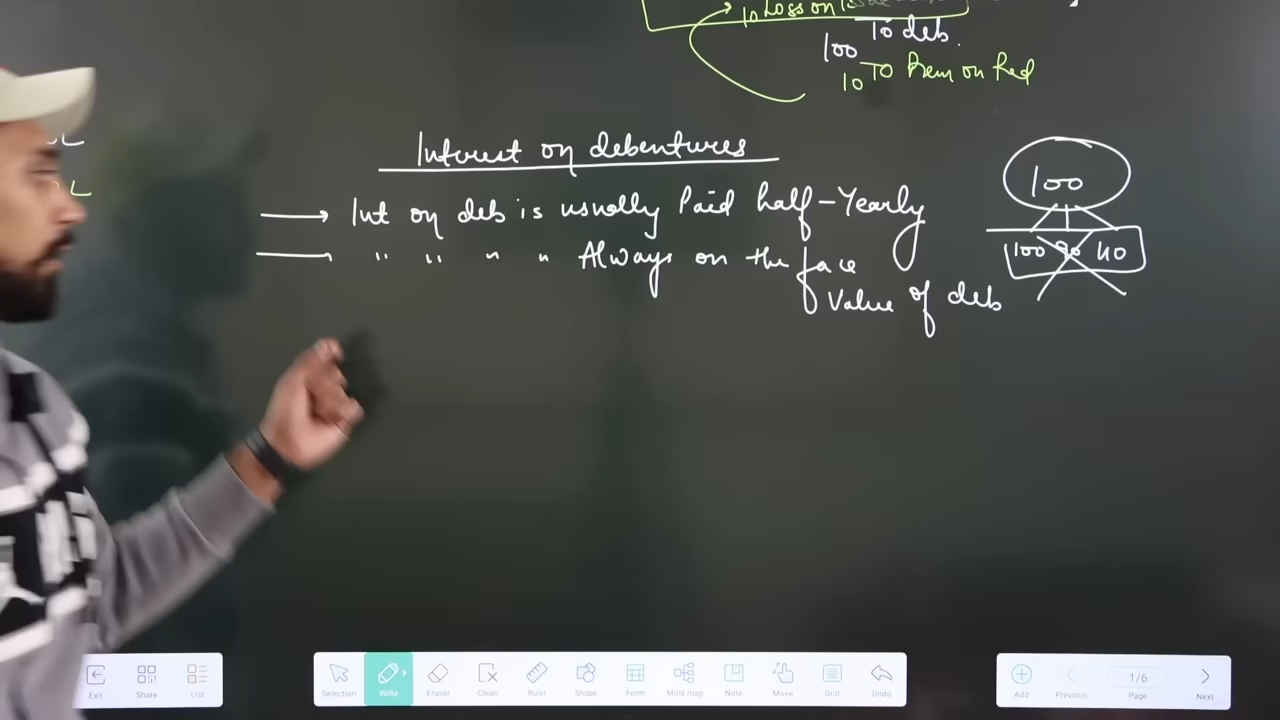 10 Loss on
To deb.
100
10 To Prem on Red
Interest on debentures
→ Int on deb is usually Paid half-Yearly
" " " " Always on the face
Value of deb
100
100 90 110
Exit Share List
Selection Write Eraser Clean Ruler Shape Form Mind map Note Move Grid Undo
Add Previous 1/6 Page Next